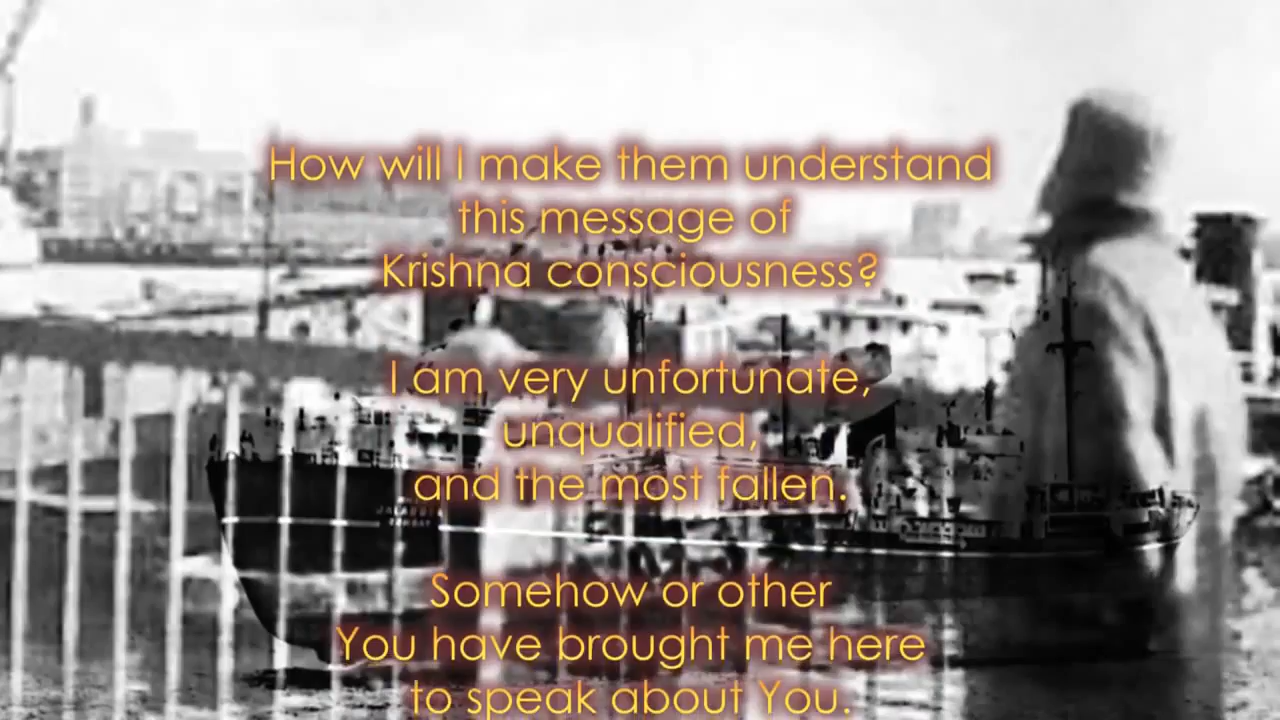 How will I make them understand
this message of
Krishna consciousness?
I am very unfortunate,
unqualified,
and the most fallen.
Somehow or other
You have brought me here
to speak about You.